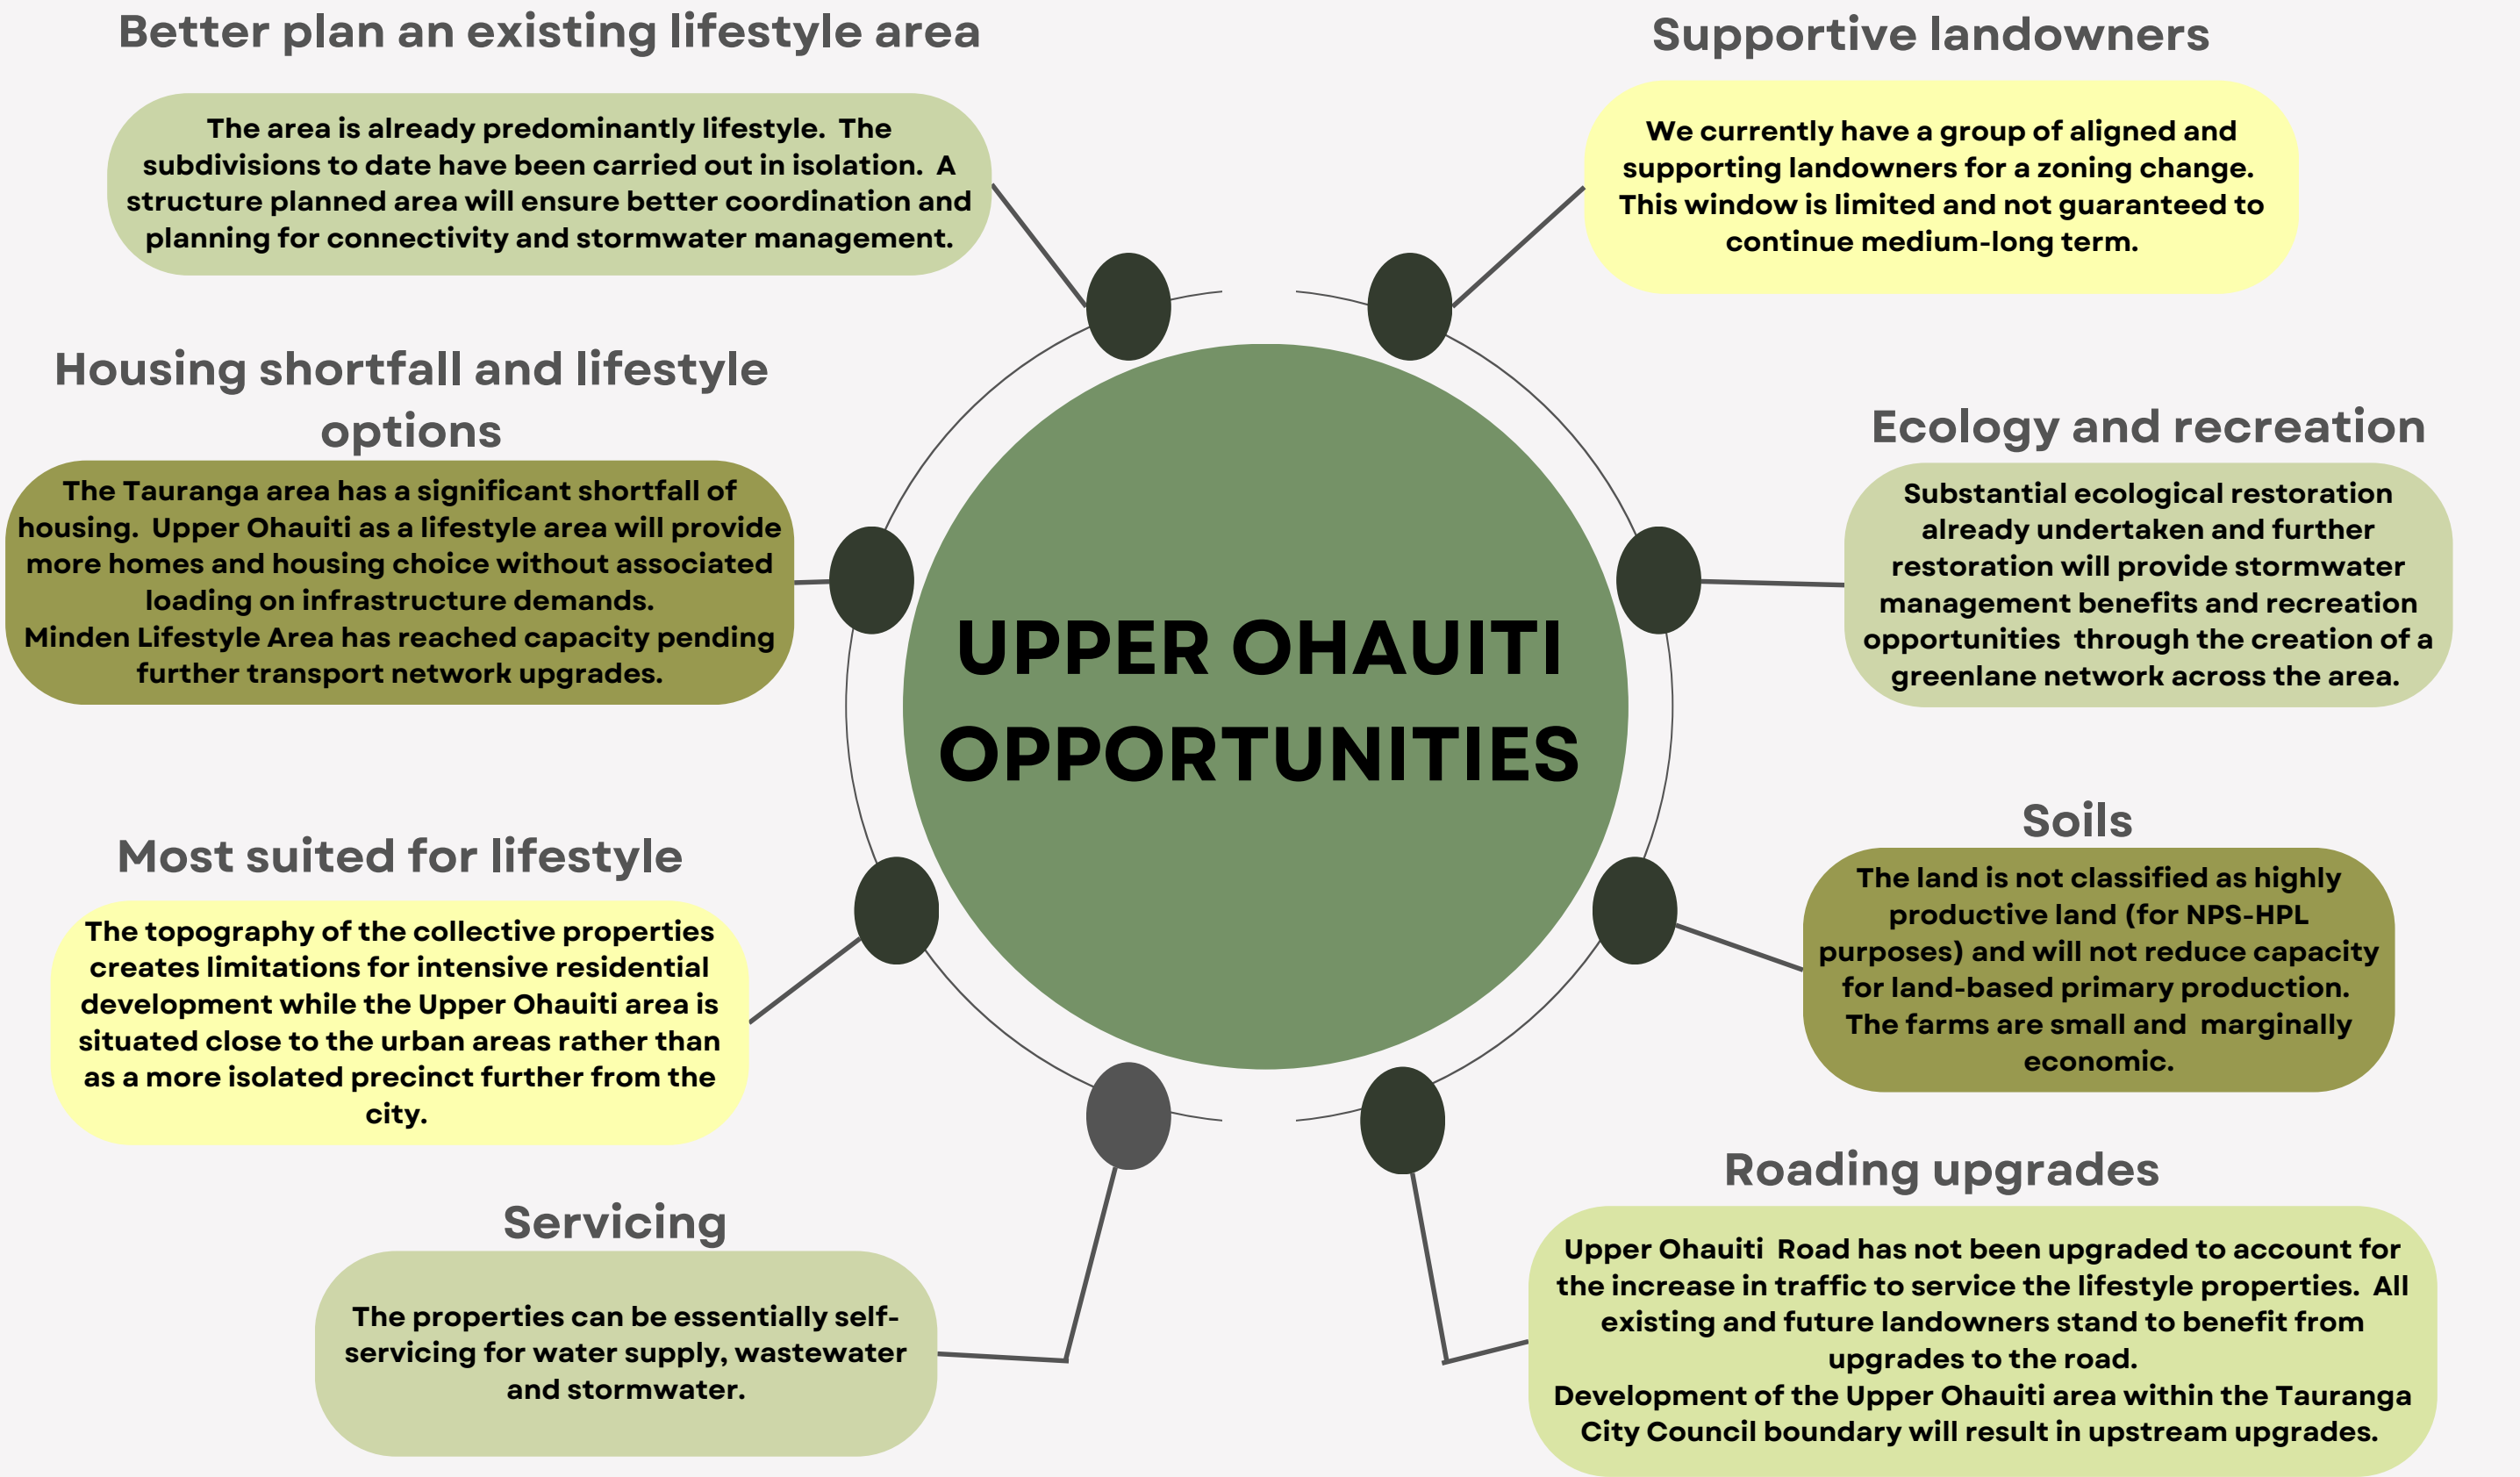 Better plan an existing lifestyle area
The area is already predominantly lifestyle.  The
subdivisions to date have been carried out in isolation.  A
structure planned area will ensure better coordination and
planning for connectivity and stormwater management.
Housing shortfall and lifestyle
options
The Tauranga area has a significant shortfall of
housing.  Upper Ohauiti as a lifestyle area will provide
more homes and housing choice without associated
loading on infrastructure demands.
Minden Lifestyle Area has reached capacity pending
further transport network upgrades.
Most suited for lifestyle
The topography of the collective properties
creates limitations for intensive residential
development while the Upper Ohauiti area is
situated close to the urban areas rather than
as a more isolated precinct further from the
city.
Servicing
The properties can be essentially self-
servicing for water supply, wastewater
and stormwater.
UPPER OHAUITI
OPPORTUNITIES
Supportive landowners
We currently have a group of aligned and
supporting landowners for a zoning change.
This window is limited and not guaranteed to
continue medium-long term.
Ecology and recreation
Substantial ecological restoration
already undertaken and further
restoration will provide stormwater
management benefits and recreation
opportunities  through the creation of a
greenlane network across the area.
Soils
The land is not classified as highly
productive land (for NPS-HPL
purposes) and will not reduce capacity
for land-based primary production.
The farms are small and  marginally
economic.
Roading upgrades
Upper Ohauiti  Road has not been upgraded to account for
the increase in traffic to service the lifestyle properties.  All
existing and future landowners stand to benefit from
upgrades to the road.
Development of the Upper Ohauiti area within the Tauranga
City Council boundary will result in upstream upgrades.